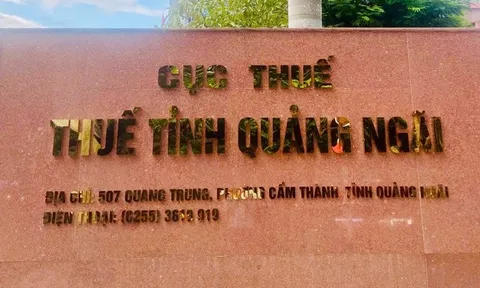 CỤC THUẾ
THUẾ TỈNH QUẢNG NGÃI
ĐỊA CHỈ: 507 QUANG TRUNG, PHƯỜNG CẨM THÀNH, TỈNH QUẢNG NGÃI
ĐIỆN THOẠI: (0255) 3613 919